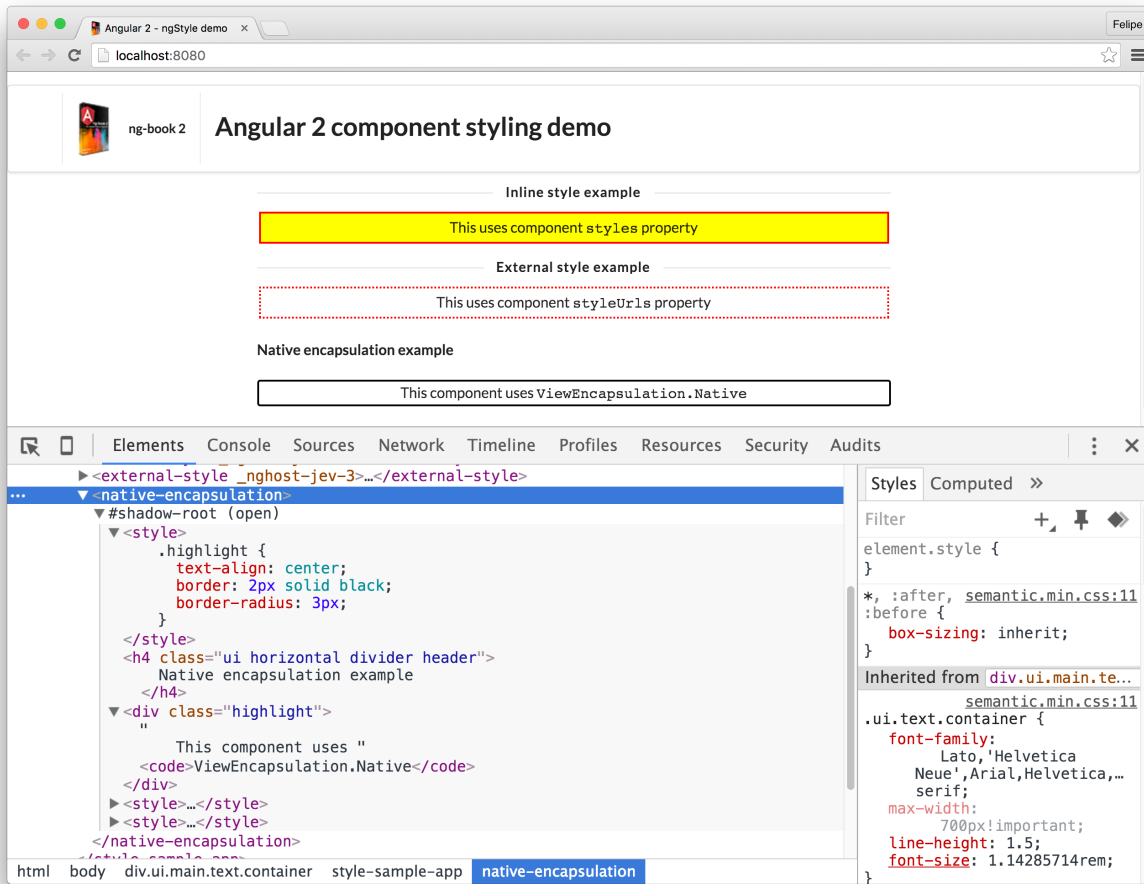 Angular 2 - ngStyle demo
Felipe
localhost:8080
ng-book 2
Angular 2 component styling demo
Inline style example
This uses component styles property
External style example
This uses component styleUrls property
Native encapsulation example
This component uses ViewEncapsulation.Native
Elements Console Sources Network Timeline Profiles Resources Security Audits
<external-style _nghost-jev-3>…</external-style>
<native-encapsulation>
#shadow-root (open)
<style>
.highlight {
text-align: center;
border: 2px solid black;
border-radius: 3px;
}
</style>
<h4 class="ui horizontal divider header">
Native encapsulation example
</h4>
<div class="highlight">
"
This component uses "
<code>ViewEncapsulation.Native</code>
</div>
<style>…</style>
<style>…</style>
</native-encapsulation>
</style-sample-app>
html body div.ui.main.text.container style-sample-app native-encapsulation
Styles Computed »
Filter
element.style {
}
*, :after, semantic.min.css:11
:before {
box-sizing: inherit;
}
Inherited from div.ui.main.te…
semantic.min.css:11
.ui.text.container {
font-family:
Lato,'Helvetica
Neue',Arial,Helvetica,…
serif;
max-width:
700px!important;
line-height: 1.5;
font-size: 1.14285714rem;
}